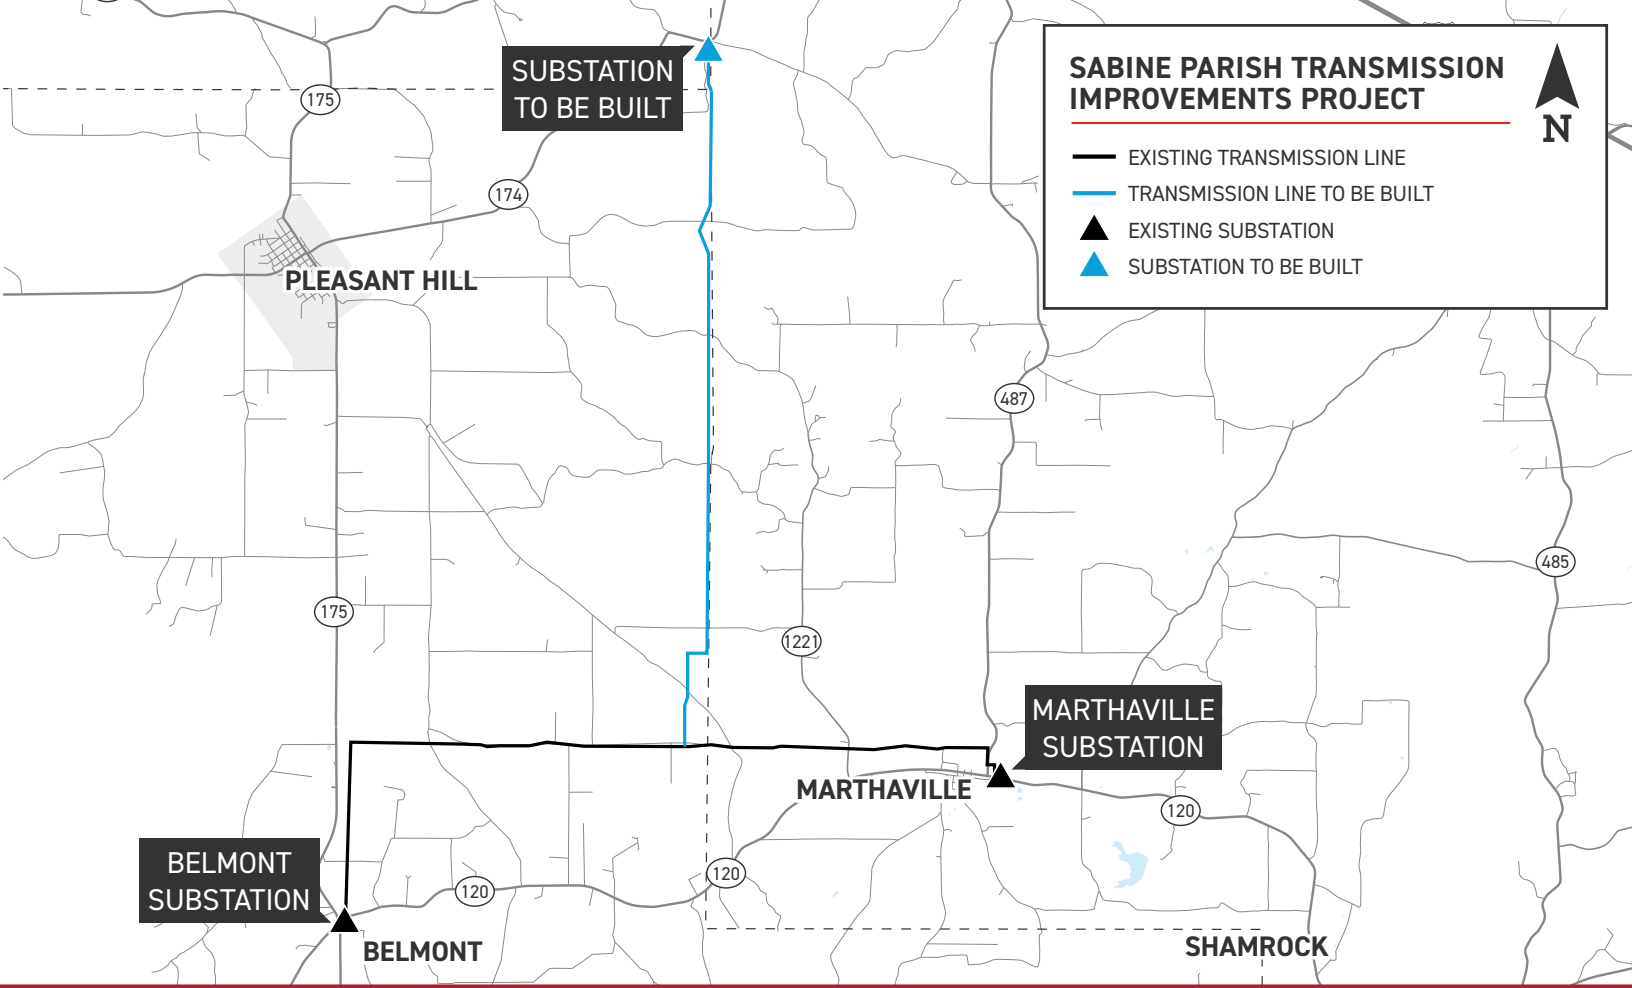 SUBSTATION
TO BE BUILT
SABINE PARISH TRANSMISSION
IMPROVEMENTS PROJECT
N
EXISTING TRANSMISSION LINE
TRANSMISSION LINE TO BE BUILT
EXISTING SUBSTATION
SUBSTATION TO BE BUILT
175
174
PLEASANT HILL
487
485
175
1221
MARTHAVILLE
SUBSTATION
MARTHAVILLE
120
BELMONT
SUBSTATION
120
120
BELMONT
SHAMROCK